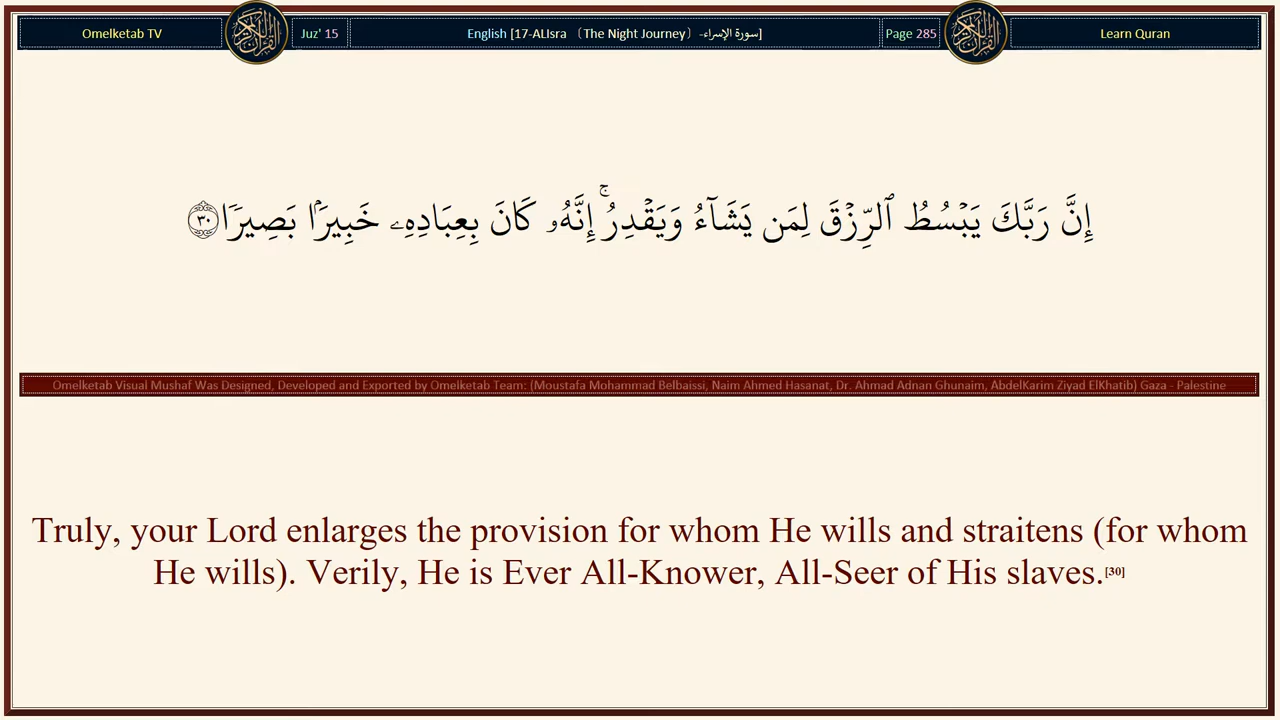 Omelketab TV
Juz' 15
English [17-ALIsra 〔The Night Journey〕 -سورة الإسراء]
Page 285
Learn Quran
إِنَّ رَبَّكَ يَبۡسُطُ ٱلرِّزۡقَ لِمَن يَشَآءُ وَيَقۡدِرُۚ إِنَّهُۥ كَانَ بِعِبَادِهِۦ خَبِيرَۢا بَصِيرٗا ٣٠
Omelketab Visual Mushaf Was Designed, Developed and Exported by Omelketab Team: (Moustafa Mohammad Belbaissi, Naim Ahmed Hasanat, Dr. Ahmad Adnan Ghunaim, AbdelKarim Ziyad ElKhatib) Gaza - Palestine
Truly, your Lord enlarges the provision for whom He wills and straitens (for whom
He wills). Verily, He is Ever All-Knower, All-Seer of His slaves.[30]